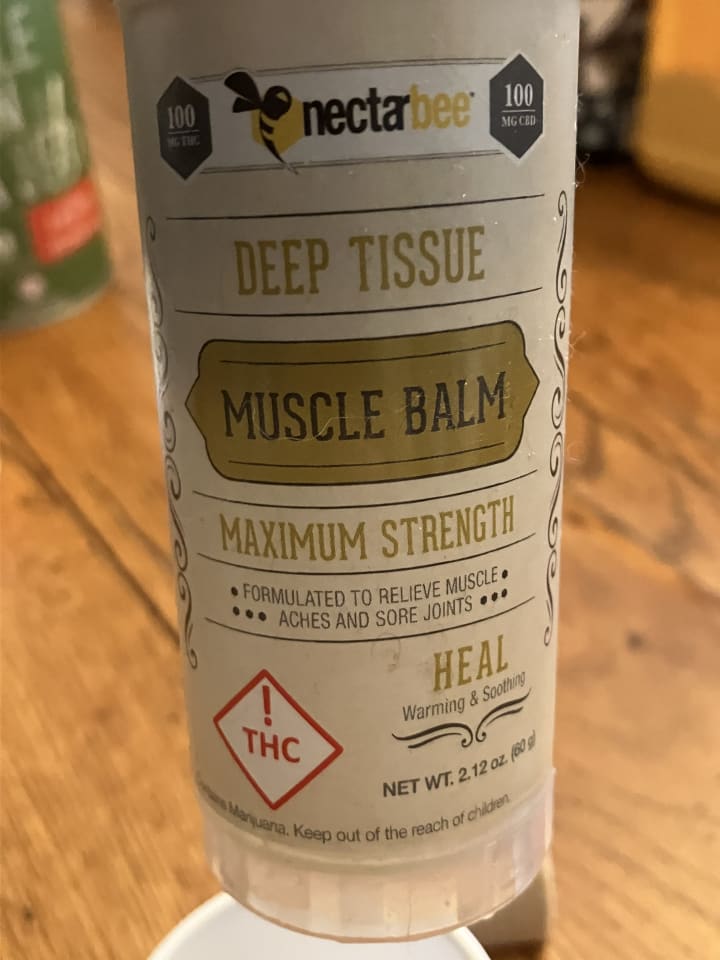 100
MG THC
nectarbee
100
MG CBD
DEEP TISSUE
MUSCLE BALM
MAXIMUM STRENGTH
• FORMULATED TO RELIEVE MUSCLE •
••• ACHES AND SORE JOINTS •••
HEAL
Warming & Soothing
!
THC
NET WT. 2.12 oz. (60 g)
Contains Marijuana. Keep out of the reach of children.